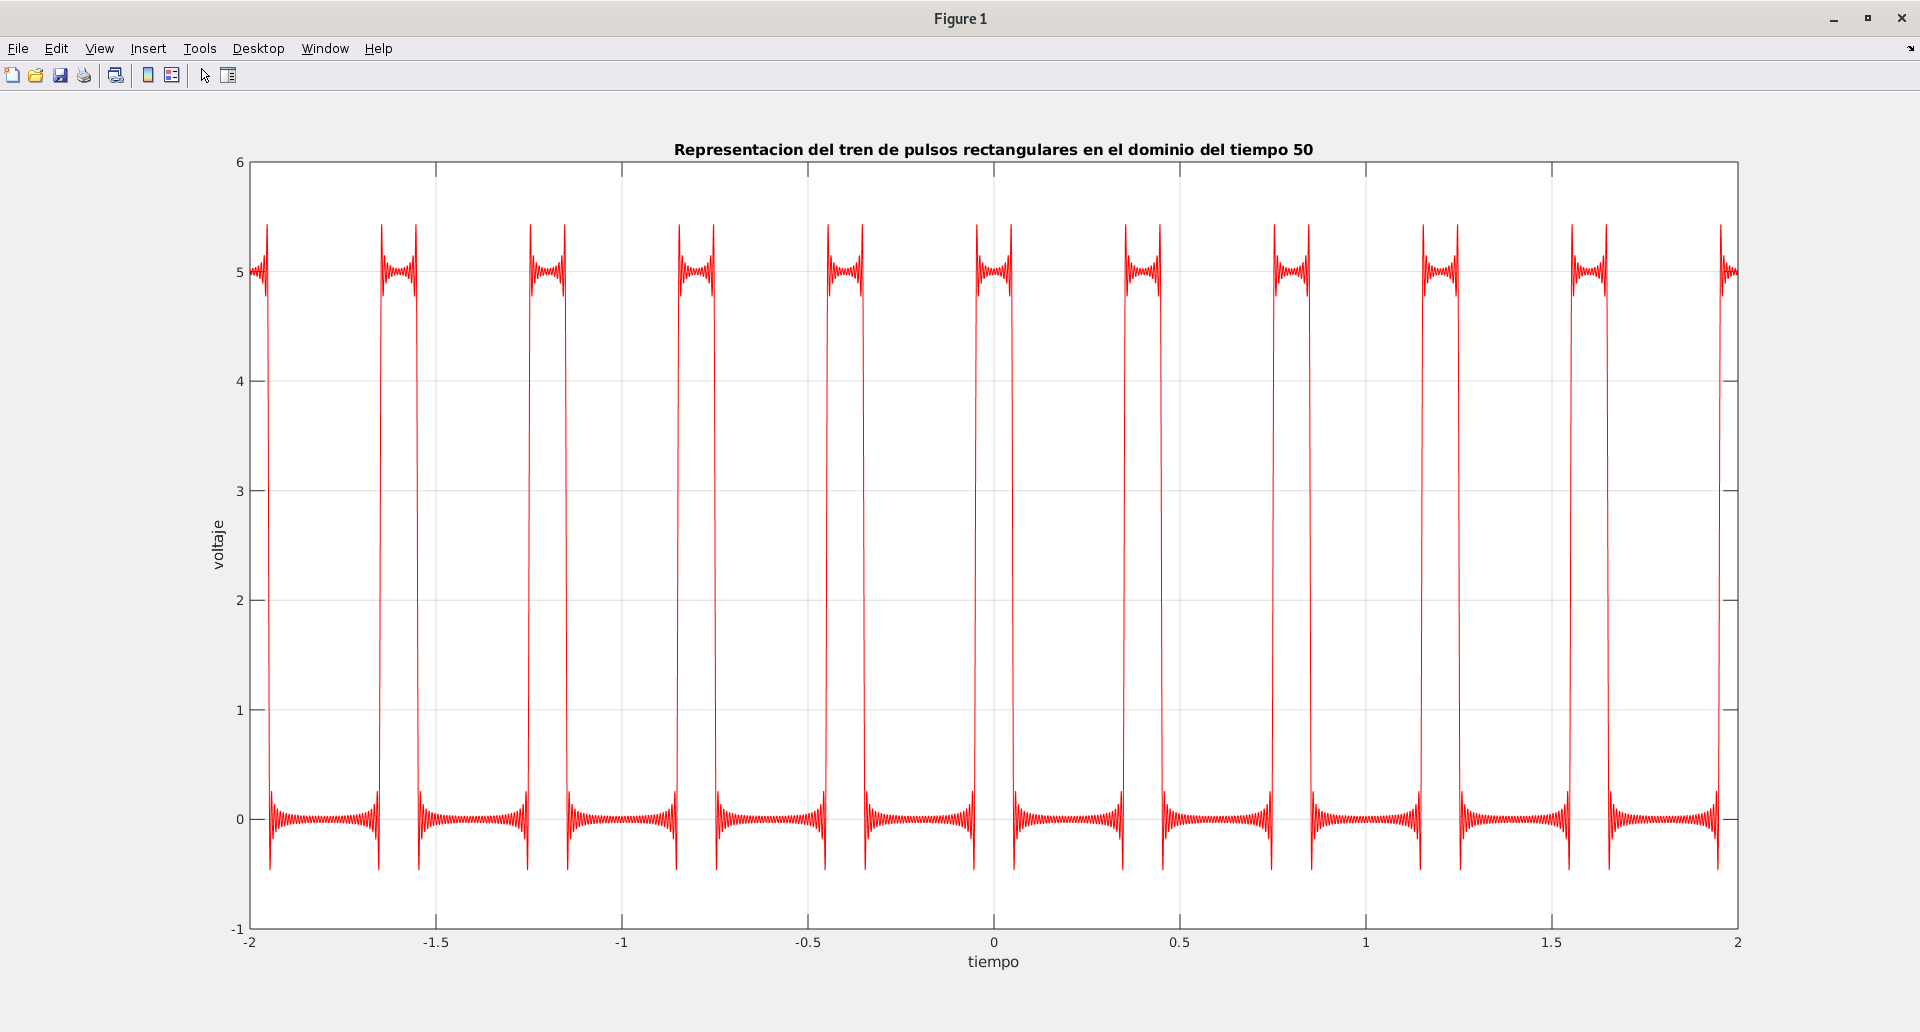 Figure 1
File Edit View Insert Tools Desktop Window Help
Representacion del tren de pulsos rectangulares en el dominio del tiempo 50
6
5
4
3
2
1
0
-1
voltaje
-2 -1.5 -1 -0.5 0 0.5 1 1.5 2
tiempo